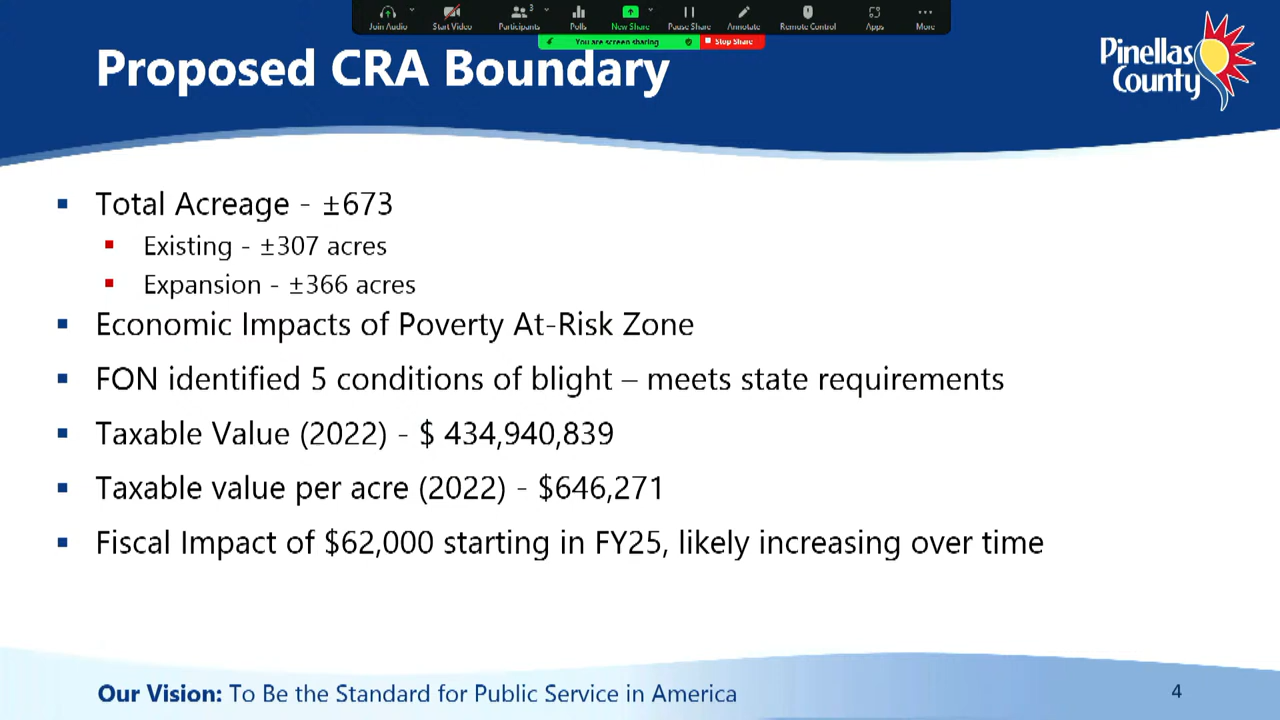 Join Audio
Start Video
Participants
3
Polls
New Share
Pause Share
Annotate
Remote Control
Apps
More
You are screen sharing
Stop Share
Proposed CRA Boundary
Pinellas
County
Total Acreage - ±673
Existing - ±307 acres
Expansion - ±366 acres
Economic Impacts of Poverty At-Risk Zone
FON identified 5 conditions of blight – meets state requirements
Taxable Value (2022) - $ 434,940,839
Taxable value per acre (2022) - $646,271
Fiscal Impact of $62,000 starting in FY25, likely increasing over time
Our Vision: To Be the Standard for Public Service in America
4